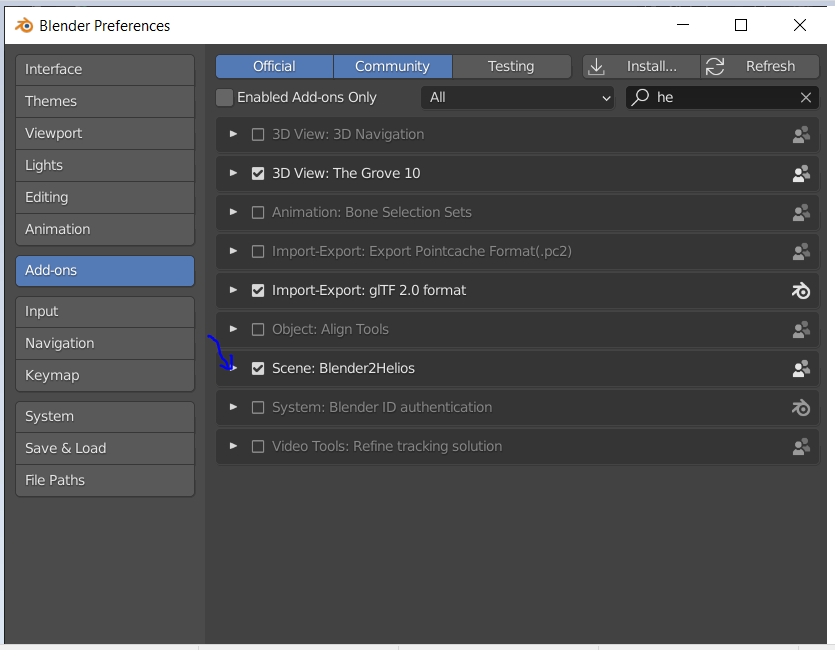 Blender Preferences
Interface
Themes
Viewport
Lights
Editing
Animation
Add-ons
Input
Navigation
Keymap
System
Save & Load
File Paths
Official Community Testing Install... Refresh
Enabled Add-ons Only All he
3D View: 3D Navigation
3D View: The Grove 10
Animation: Bone Selection Sets
Import-Export: Export Pointcache Format(.pc2)
Import-Export: glTF 2.0 format
Object: Align Tools
Scene: Blender2Helios
System: Blender ID authentication
Video Tools: Refine tracking solution